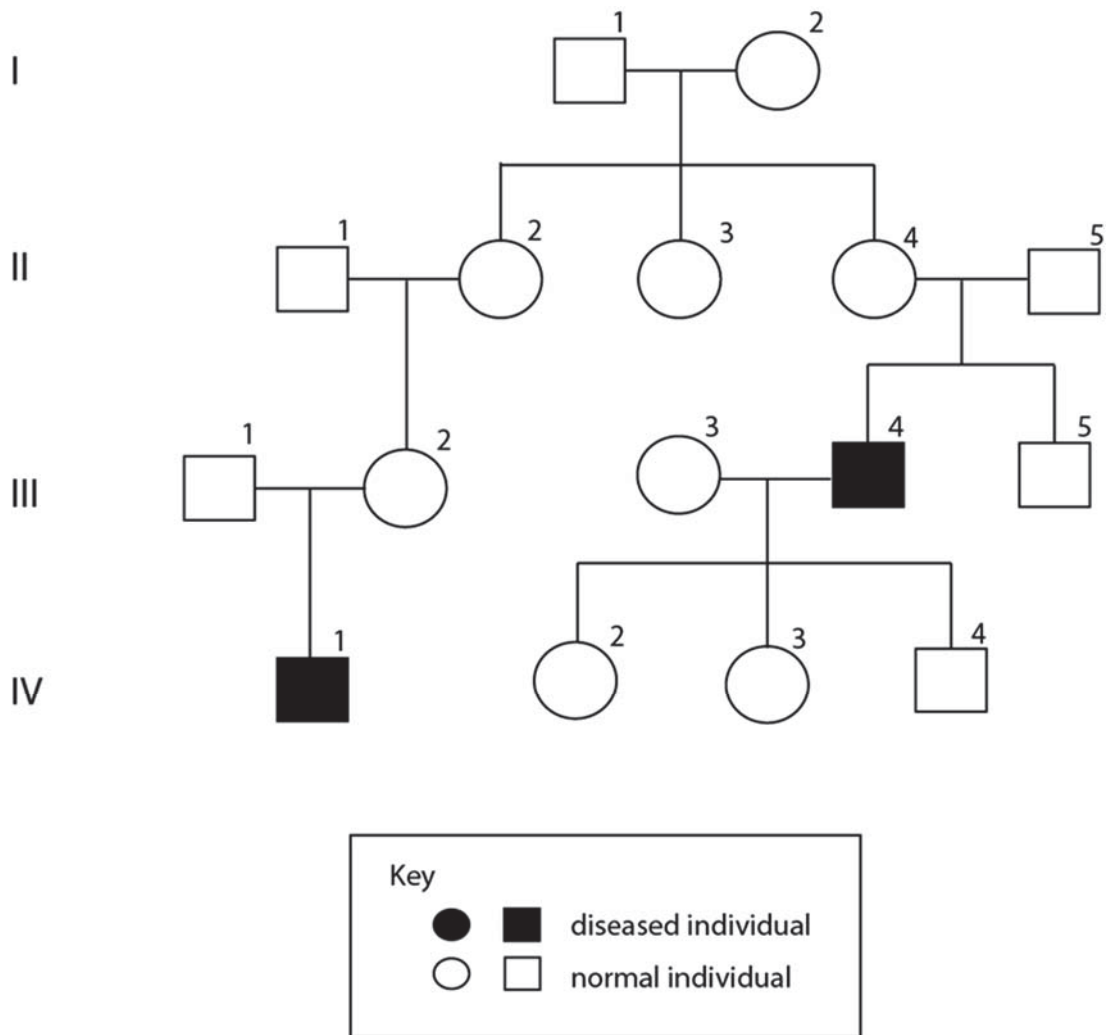 I 1 2
II 1 2 3 4 5
III 1 2 3 4 5
IV 1 2 3 4
Key
diseased individual
normal individual